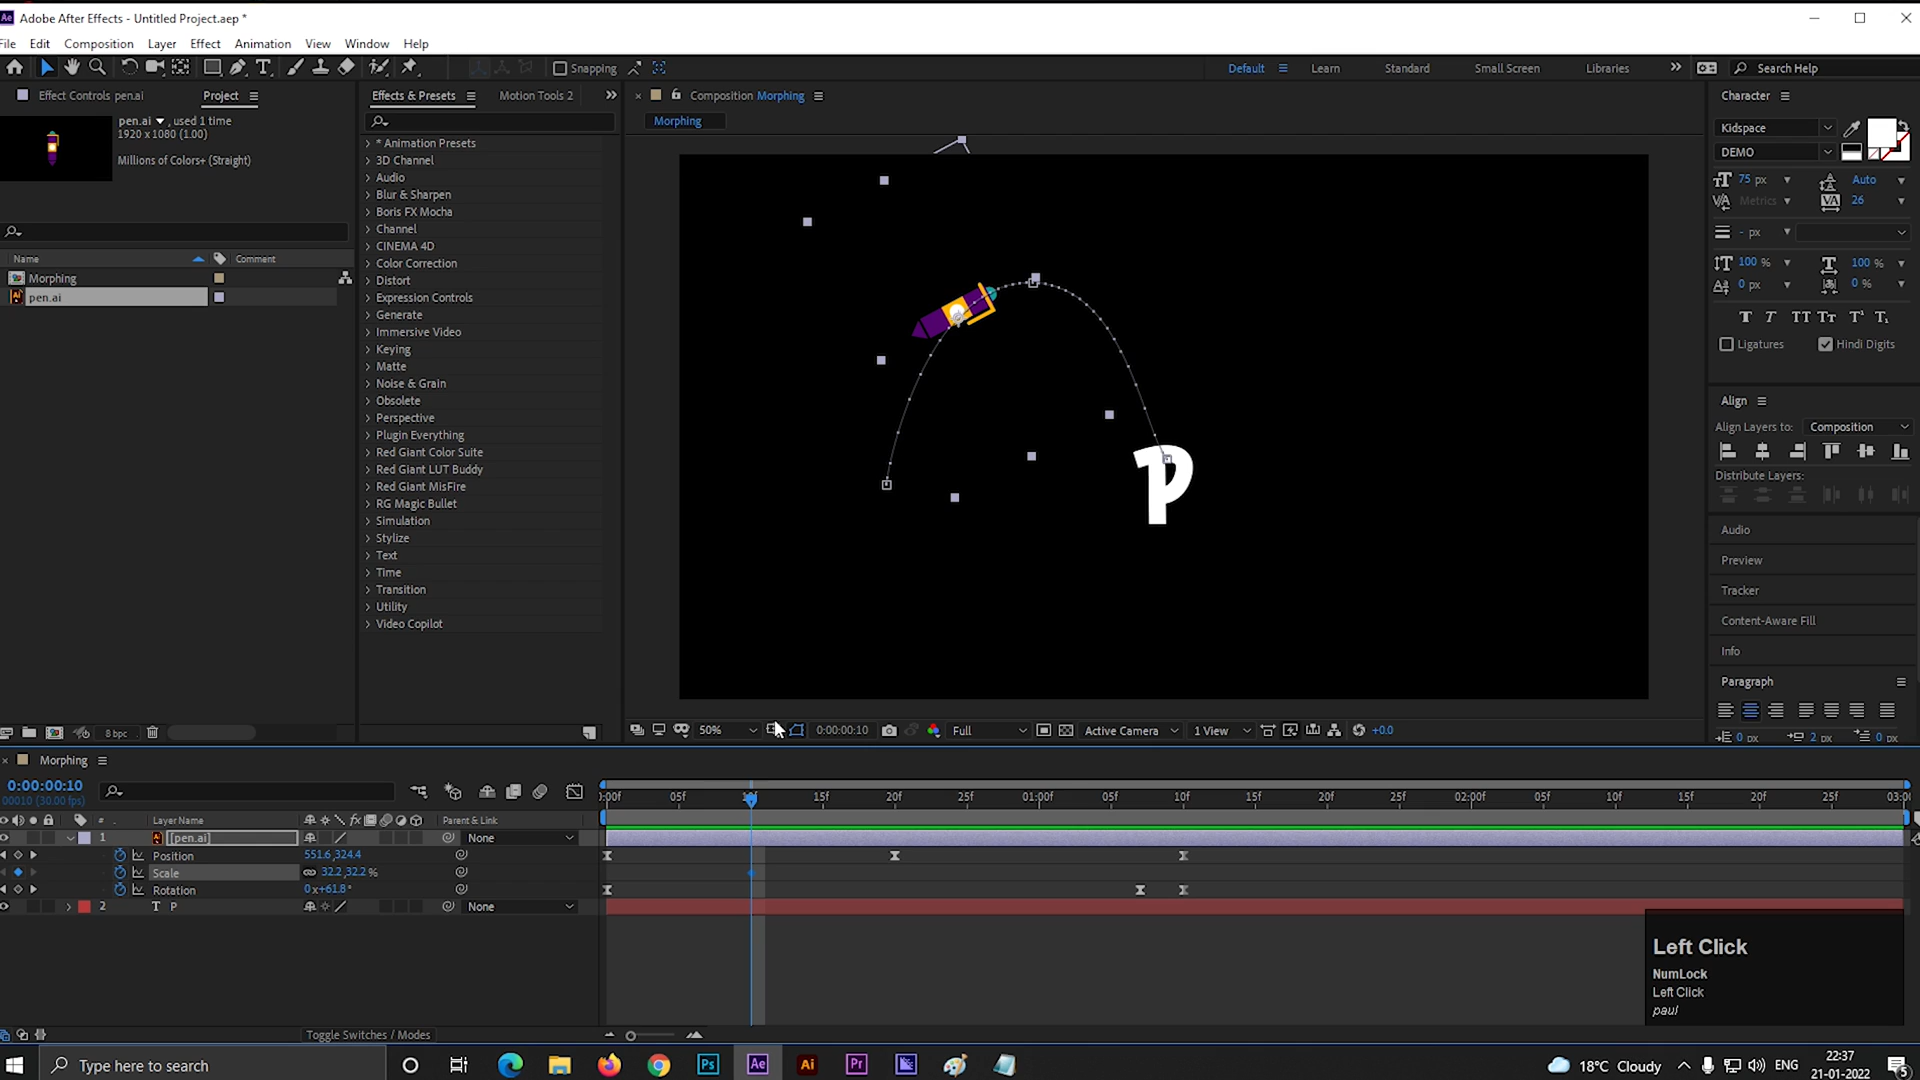 Adobe After Effects - Untitled Project.aep *
File Edit Composition Layer Effect Animation View Window Help
Snapping
Default Learn Standard Small Screen Libraries
Search Help
Effect Controls pen.ai Project
pen.ai , used 1 time
1920 x 1080 (1.00)
Millions of Colors+ (Straight)
Name Comment
Morphing
pen.ai
8 bpc
Effects & Presets Motion Tools 2
* Animation Presets
3D Channel
Audio
Blur & Sharpen
Boris FX Mocha
Channel
CINEMA 4D
Color Correction
Distort
Expression Controls
Generate
Immersive Video
Keying
Matte
Noise & Grain
Obsolete
Perspective
Plugin Everything
Red Giant Color Suite
Red Giant LUT Buddy
Red Giant MisFire
RG Magic Bullet
Simulation
Stylize
Text
Time
Transition
Utility
Video Copilot
Composition Morphing
Morphing
P
50% 0:00:00:10 Full Active Camera 1 View +0.0
Character
Kidspace
DEMO
75 px Auto
Metrics 26
- px
100 % 100 %
0 px 0 %
T T TT Tт T¹ T₁
Ligatures Hindi Digits
Align
Align Layers to: Composition
Distribute Layers:
Audio
Preview
Tracker
Content-Aware Fill
Info
Paragraph
0 px 2 px 0 px
Morphing
0:00:00:10
00010 (30.00 fps)
:00f 05f 10f 15f 20f 25f 01:00f 05f 10f 15f 20f 25f 02:00f 05f 10f 15f 20f 25f 03:0
# Layer Name Parent & Link
1 [pen.ai] None
Position 551.6,324.4
Scale 32.2,32.2 %
Rotation 0x+61.8°
2 T P None
Toggle Switches / Modes
Left Click
NumLock
Left Click
paul
Type here to search
Ps Ae Ai Pr
18°C Cloudy ENG 22:37
21-01-2022 5